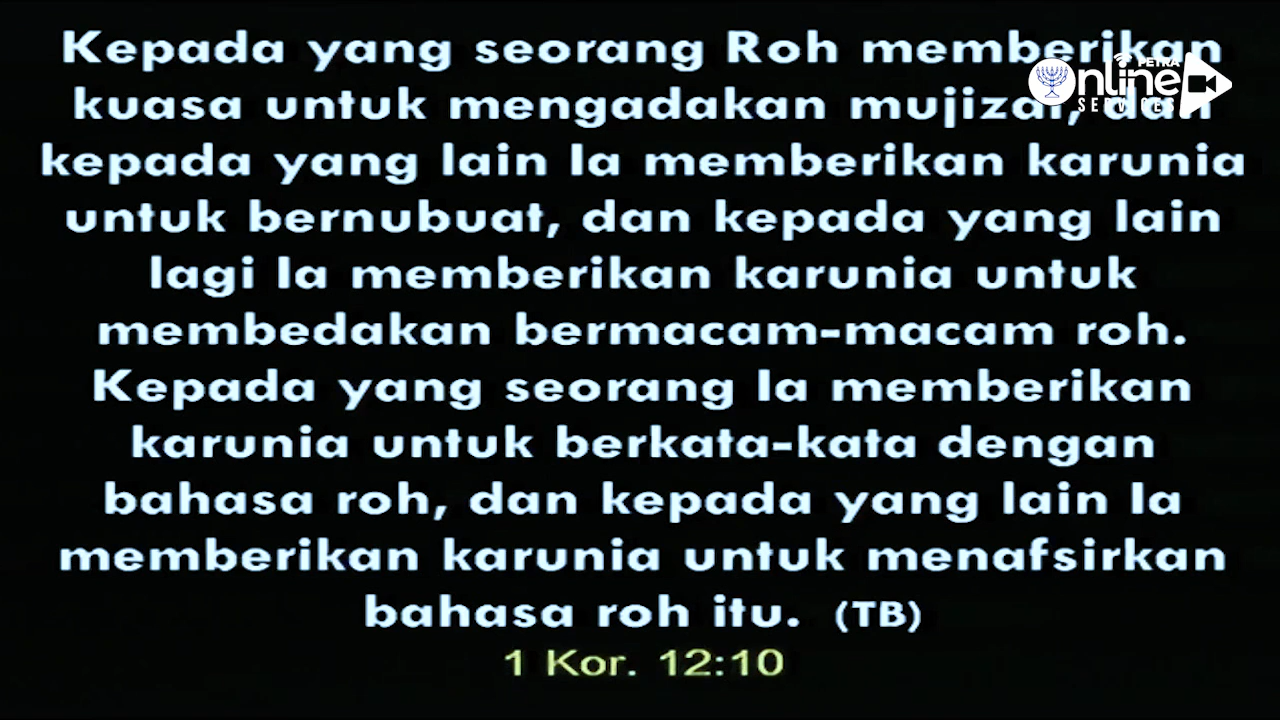 Kepada yang seorang Roh memberikan
kuasa untuk mengadakan mujizat, dan
kepada yang lain Ia memberikan karunia
untuk bernubuat, dan kepada yang lain
lagi Ia memberikan karunia untuk
membedakan bermacam-macam roh.
Kepada yang seorang Ia memberikan
karunia untuk berkata-kata dengan
bahasa roh, dan kepada yang lain Ia
memberikan karunia untuk menafsirkan
bahasa roh itu. (TB)
1 Kor. 12:10
PETRA
Online
SERVICES